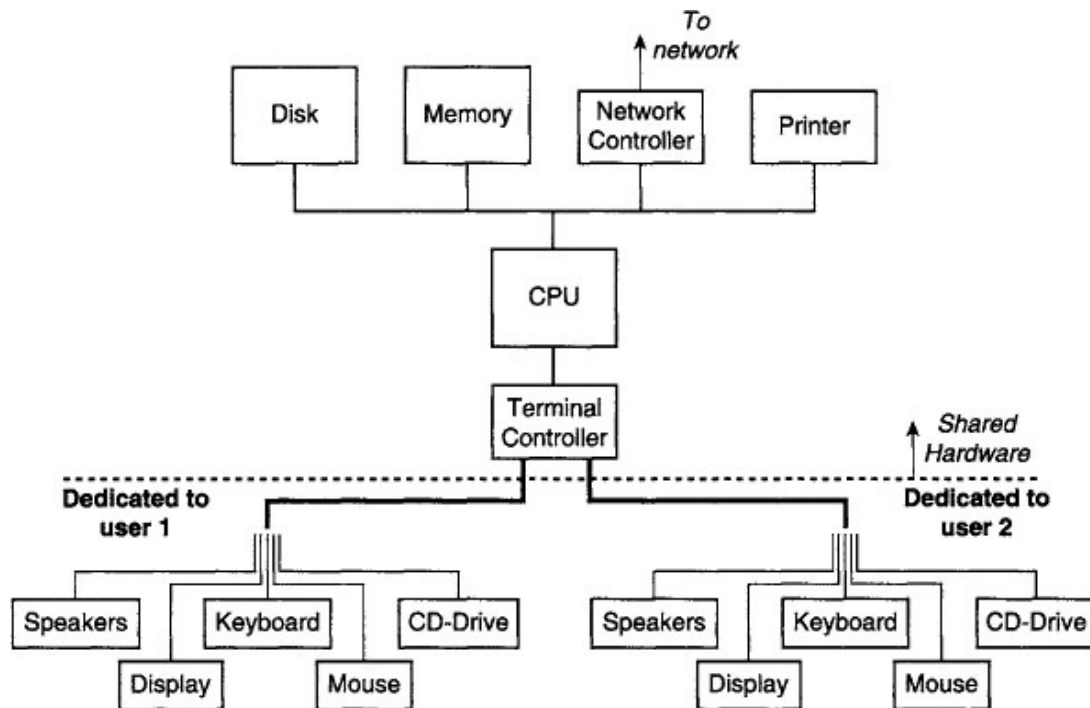 To
network
Disk
Memory
Network
Controller
Printer
CPU
Terminal
Controller
Shared
Hardware
Dedicated to
user 1
Dedicated to
user 2
Speakers
Keyboard
CD-Drive
Display
Mouse
Speakers
Keyboard
CD-Drive
Display
Mouse